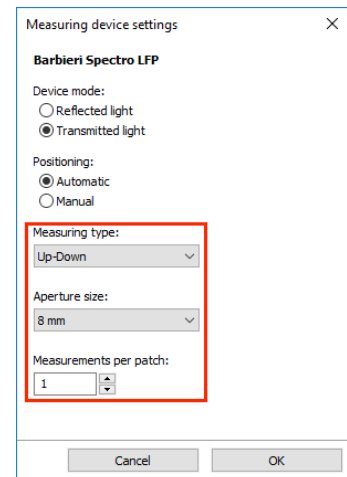 Measuring device settings
Barbieri Spectro LFP
Device mode:
Reflected light
Transmitted light
Positioning:
Automatic
Manual
Measuring type:
Up-Down
Aperture size:
8 mm
Measurements per patch:
1
Cancel OK